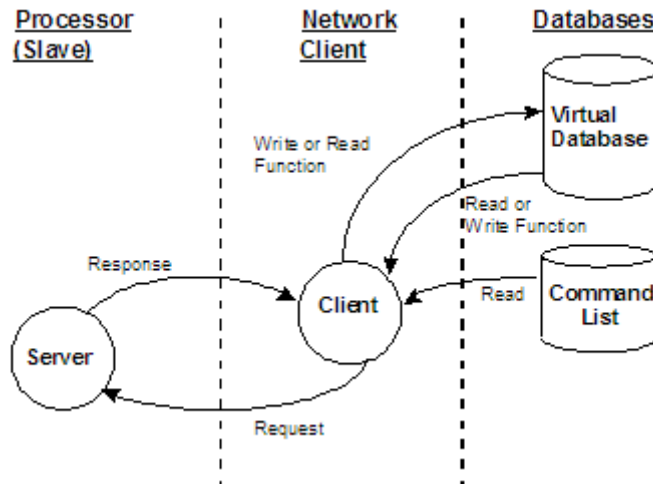 Processor
(Slave)
Network
Client
Databases
Virtual
Database
Write or Read
Function
Read or
Write Function
Response
Client
Read
Command
List
Server
Request